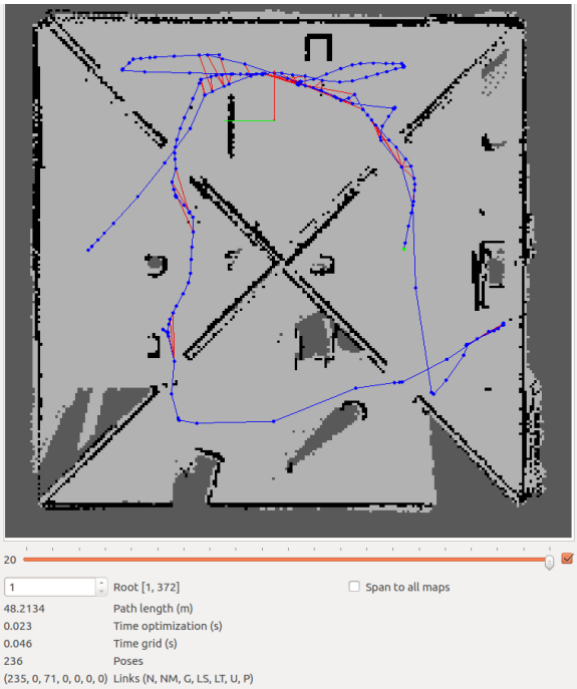 20
1 Root [1, 372] Span to all maps
48.2134 Path length (m)
0.023 Time optimization (s)
0.046 Time grid (s)
236 Poses
(235, 0, 71, 0, 0, 0, 0) Links (N, NM, G, LS, LT, U, P)